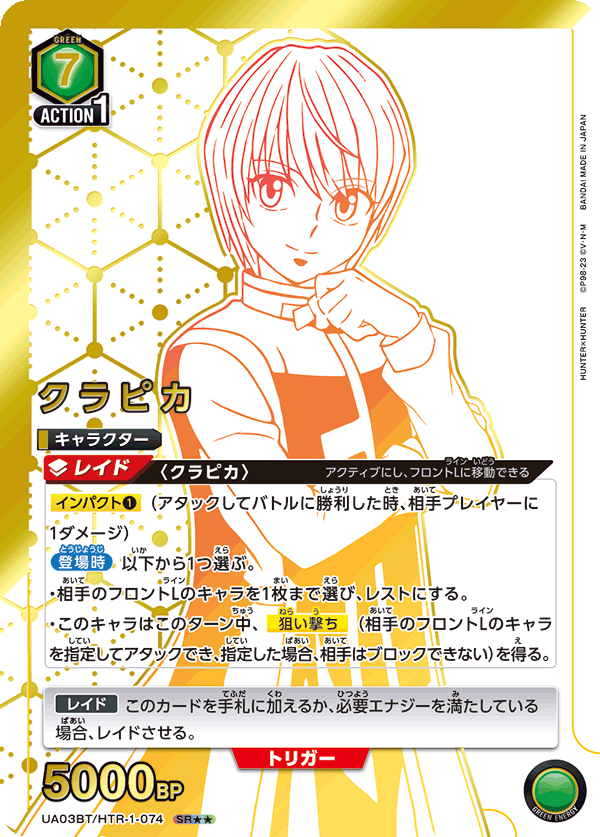 GREEN
7
ACTION 1
クラピカ
キャラクター
レイド 〈クラピカ〉 アクティブにし、フロントLに移動できる
インパクト❶ (アタックしてバトルに勝利した時、相手プレイヤーに
1ダメージ)
登場時 以下から1つ選ぶ。
・相手のフロントLのキャラを1枚まで選び、レストにする。
・このキャラはこのターン中、 狙い撃ち (相手のフロントLのキャラ
を指定してアタックでき、指定した場合、相手はブロックできない)を得る。
レイド このカードを手札に加えるか、必要エナジーを満たしている
場合、レイドさせる。
トリガー
5000BP
UA03BT/HTR-1-074 SR★★
GREEN ENERGY
HUNTER×HUNTER ©P98-23 ©V・N・M BANDAI MADE IN JAPAN